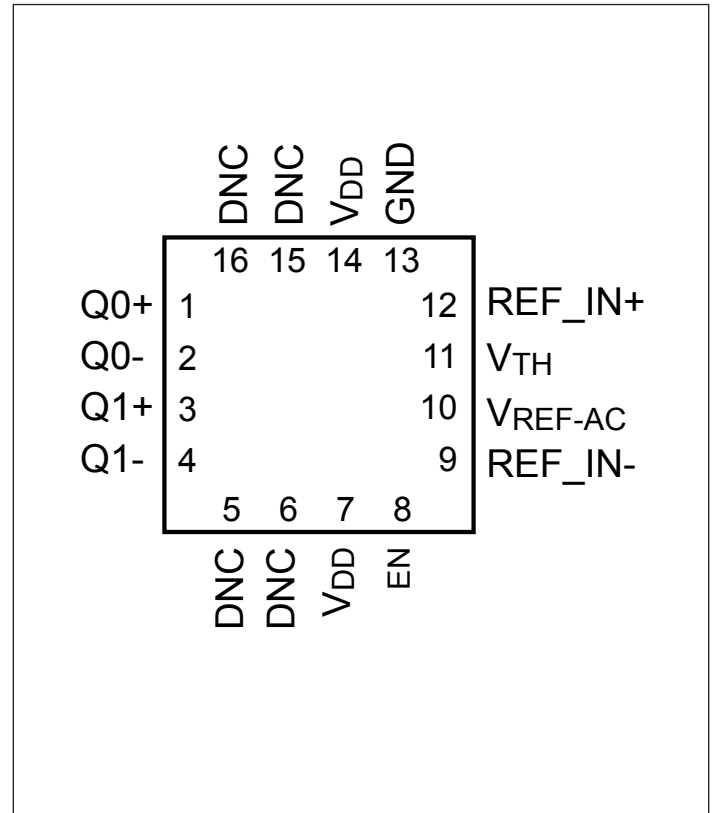 DNC DNC VDD GND
16 15 14 13
Q0+ 1 12 REF_IN+
Q0- 2 11 VTH
Q1+ 3 10 VREF-AC
Q1- 4 9 REF_IN-
5 6 7 8
DNC DNC VDD EN